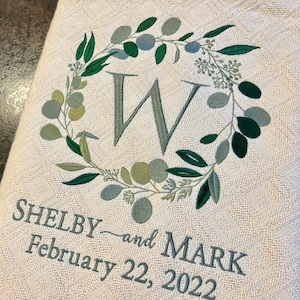 W
SHELBY and MARK
February 22, 2022